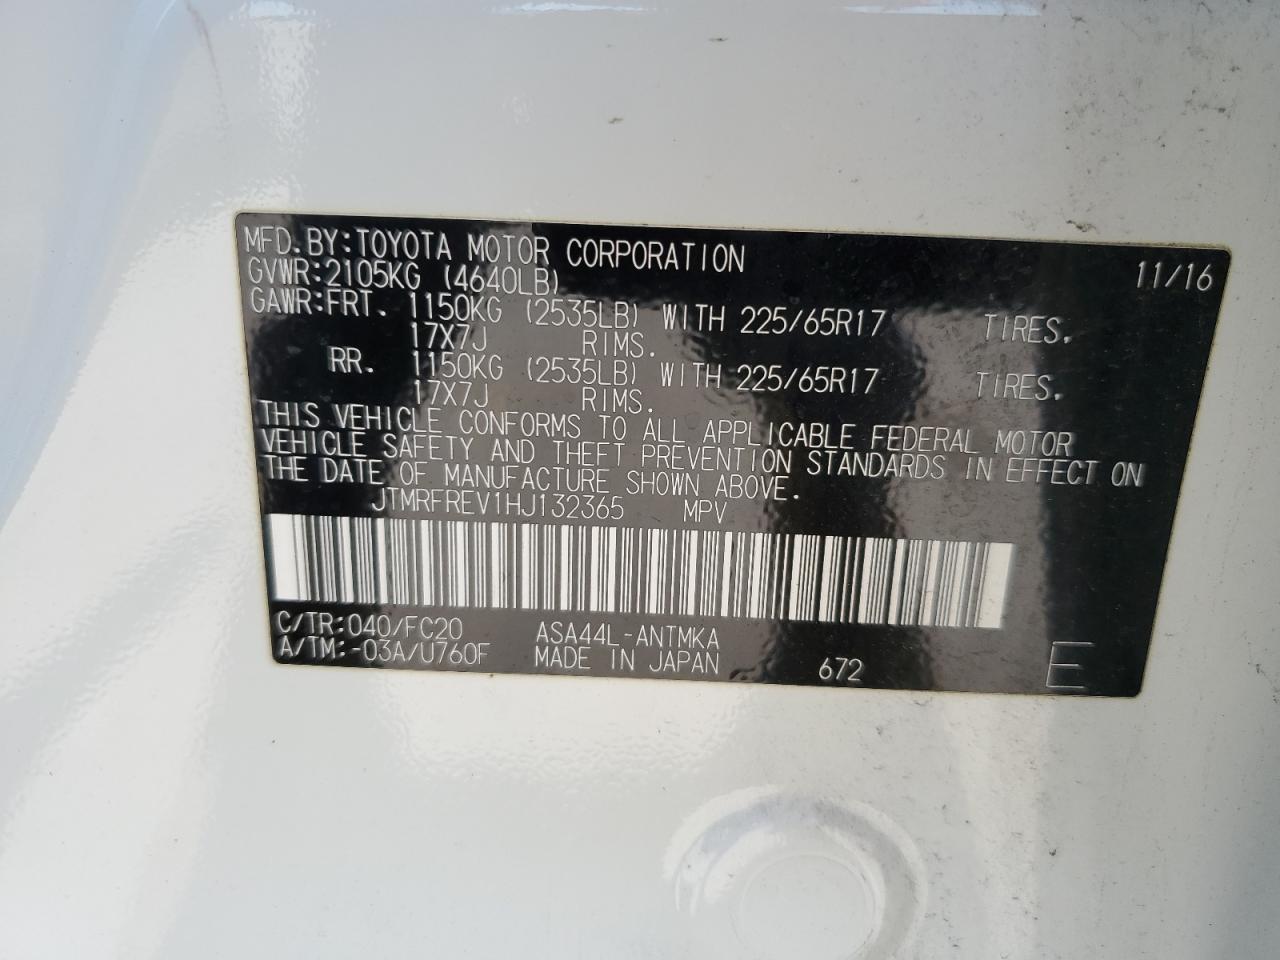 MFD.BY:TOYOTA MOTOR CORPORATION 11/16
GVWR:2105KG (4640LB)
GAWR:FRT. 1150KG (2535LB) WITH 225/65R17 TIRES.
17X7J RIMS.
RR. 1150KG (2535LB) WITH 225/65R17 TIRES.
17X7J RIMS.
THIS VEHICLE CONFORMS TO ALL APPLICABLE FEDERAL MOTOR
VEHICLE SAFETY AND THEFT PREVENTION STANDARDS IN EFFECT ON
THE DATE OF MANUFACTURE SHOWN ABOVE.
JTMRFREV1HJ132365 MPV
C/TR:040/FC20 ASA44L-ANTMKA
A/TM:-03A/U760F MADE IN JAPAN 672 E